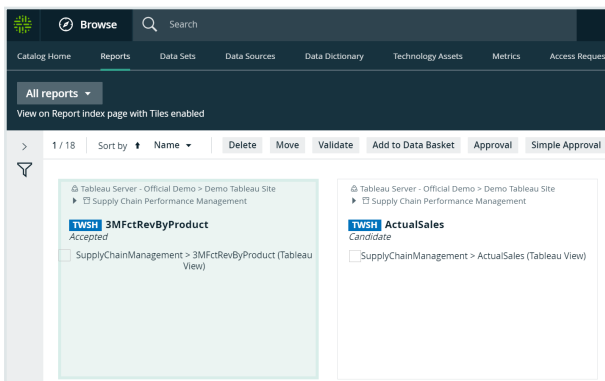 Browse Search
Catalog Home Reports Data Sets Data Sources Data Dictionary Technology Assets Metrics Access Reques
All reports
View on Report index page with Tiles enabled
1 / 18 Sort by Name Delete Move Validate Add to Data Basket Approval Simple Approval
Tableau Server - Official Demo > Demo Tableau Site
Supply Chain Performance Management
TWSH 3MFctRevByProduct
Accepted
SupplyChainManagement > 3MFctRevByProduct (Tableau
View)
Tableau Server - Official Demo > Demo Tableau Site
Supply Chain Performance Management
TWSH ActualSales
Candidate
SupplyChainManagement > ActualSales (Tableau View)